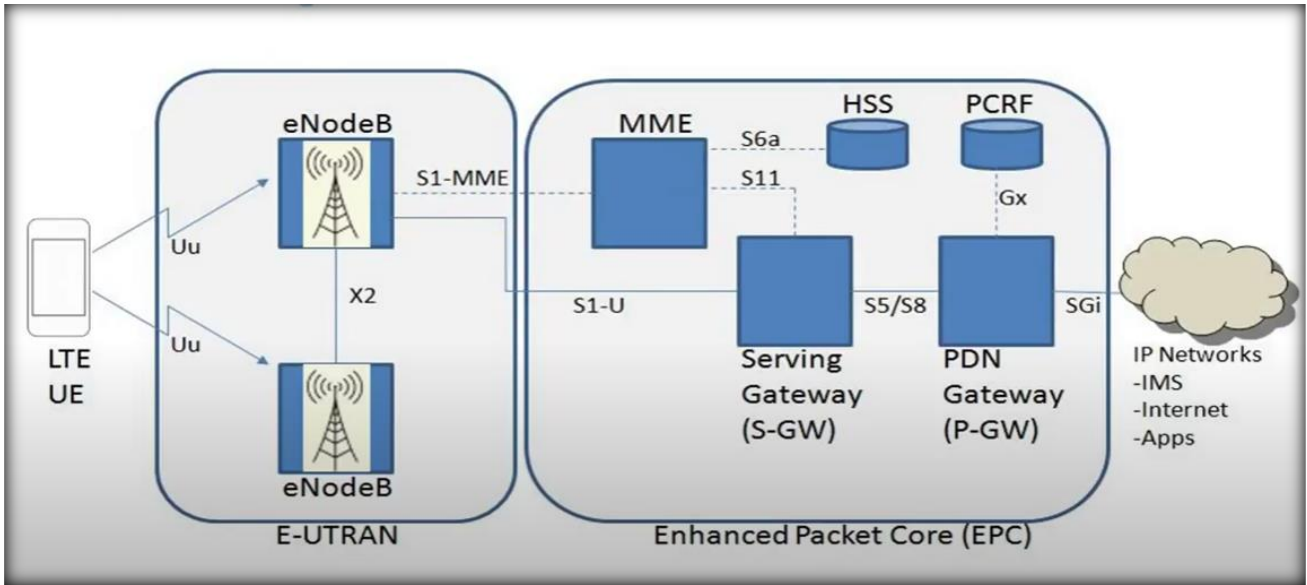 eNodeB
MME
HSS
PCRF
S6a
S1-MME
S11
Gx
Uu
X2
S1-U
S5/S8
SGi
Uu
LTE
UE
Serving
Gateway
(S-GW)
PDN
Gateway
(P-GW)
IP Networks
-IMS
-Internet
-Apps
eNodeB
E-UTRAN
Enhanced Packet Core (EPC)